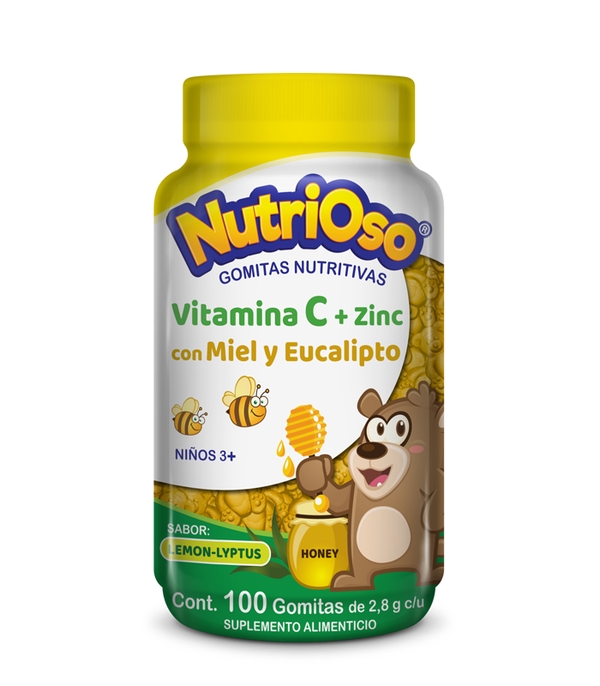 NutriOso®
GOMITAS NUTRITIVAS
Vitamina C + Zinc
con Miel y Eucalipto
NIÑOS 3+
SABOR:
LEMON-LYPTUS
HONEY
Cont. 100 Gomitas de 2,8 g c/u
SUPLEMENTO ALIMENTICIO